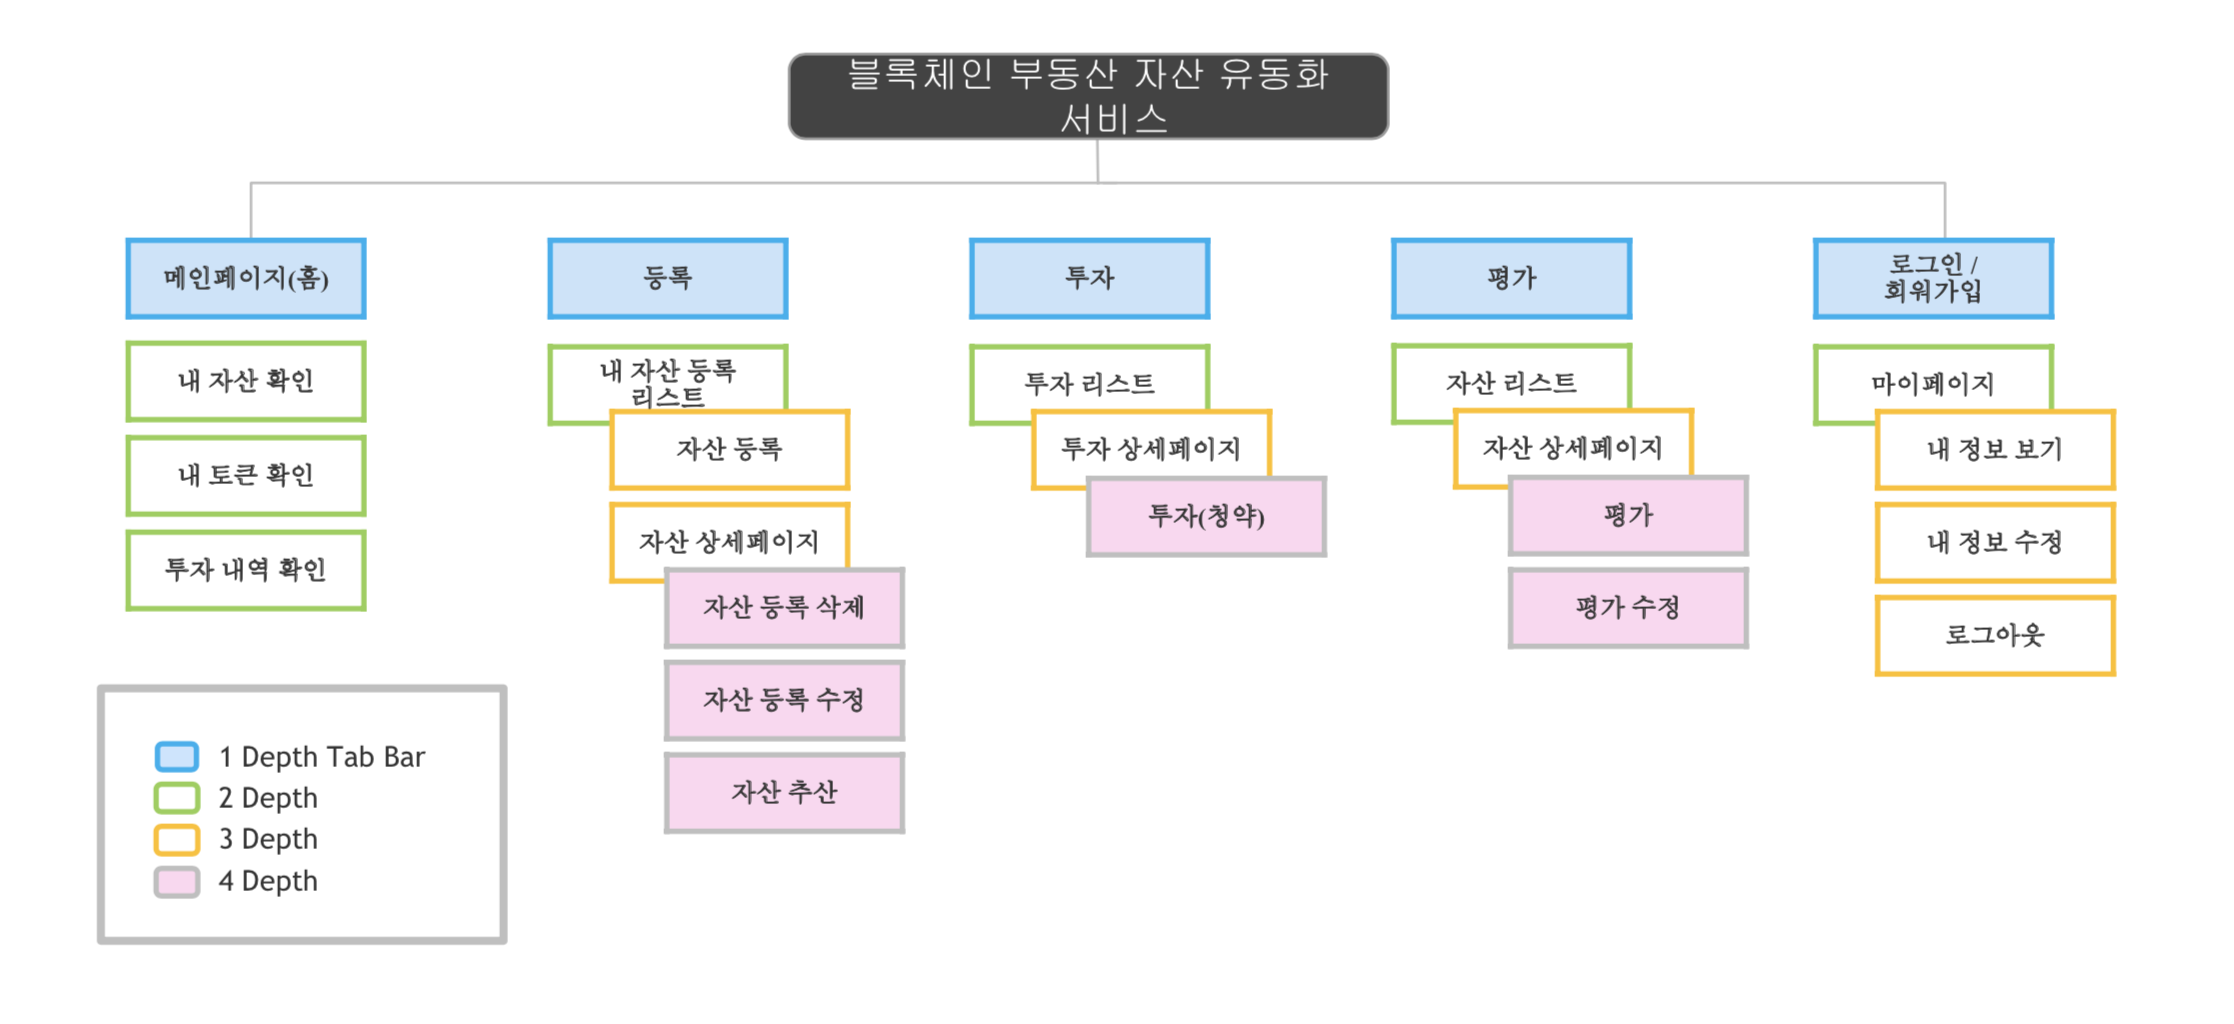 블록체인 부동산 자산 유동화
서비스
메인페이지(홈)
내 자산 확인
내 토큰 확인
투자 내역 확인
등록
내 자산 등록
리스트
자산 등록
자산 상세페이지
자산 등록 삭제
자산 등록 수정
자산 추산
투자
투자 리스트
투자 상세페이지
투자(청약)
평가
자산 리스트
자산 상세페이지
평가
평가 수정
로그인 /
회워가입
마이페이지
내 정보 보기
내 정보 수정
로그아웃
1 Depth Tab Bar
2 Depth
3 Depth
4 Depth